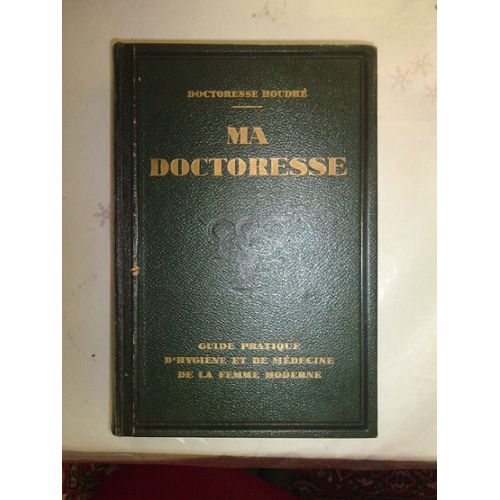 DOCTORESSE HOUDRÉ
MA
DOCTORESSE
GUIDE PRATIQUE
D'HYGIÈNE ET DE MÉDECINE
DE LA FEMME MODERNE